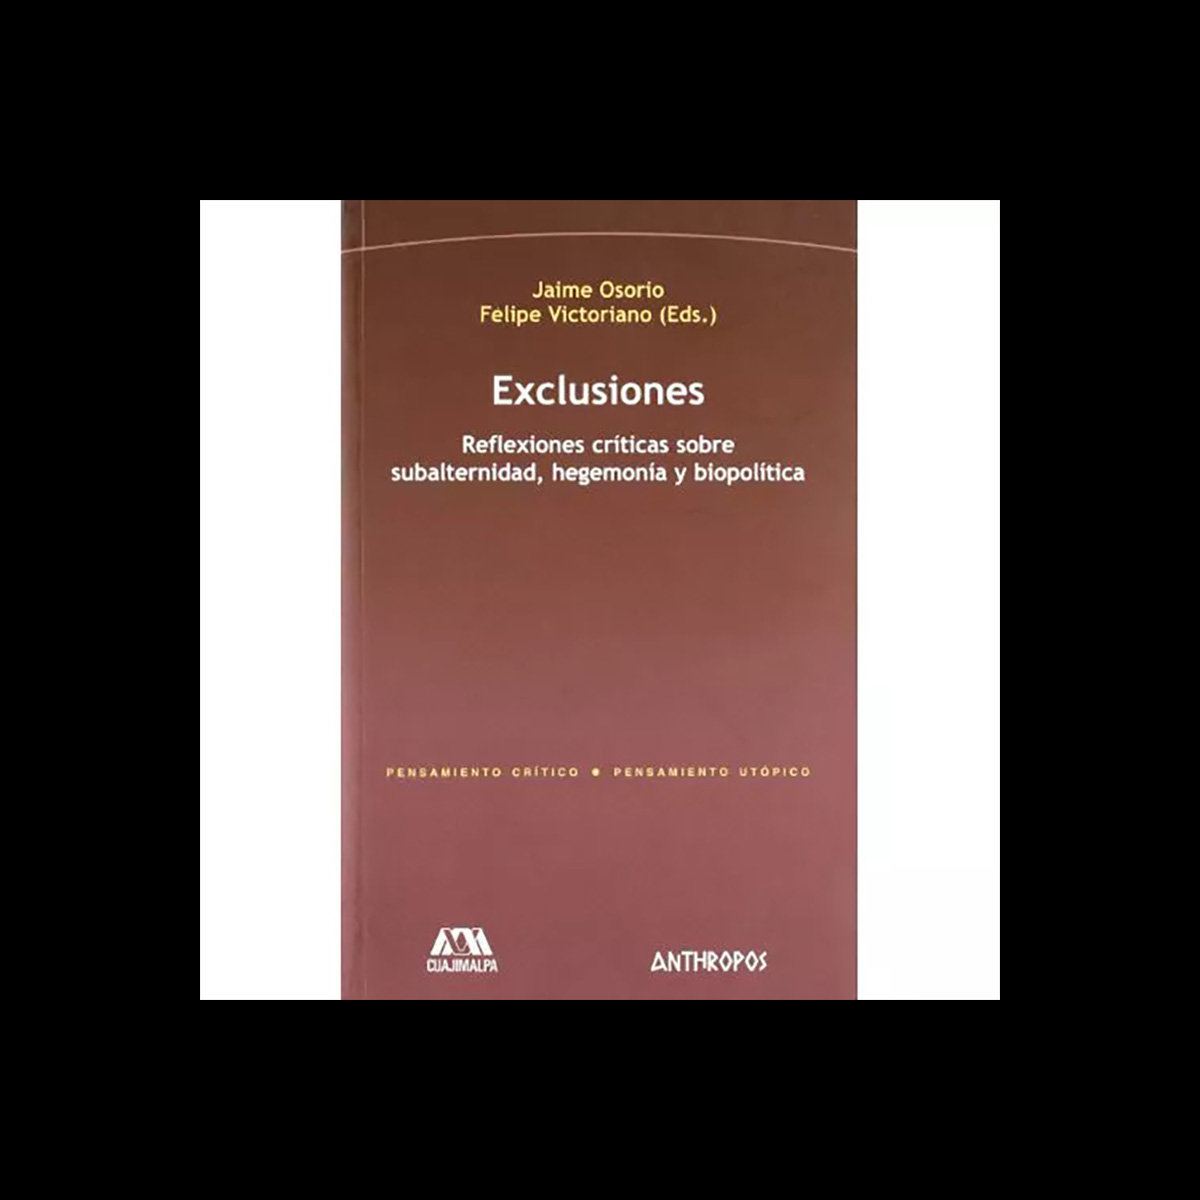 Jaime Osorio
Felipe Victoriano (Eds.)
Exclusiones
Reflexiones críticas sobre
subalternidad, hegemonía y biopolítica
PENSAMIENTO CRÍTICO • PENSAMIENTO UTÓPICO
CUAJIMALPA
ANTHROPOS